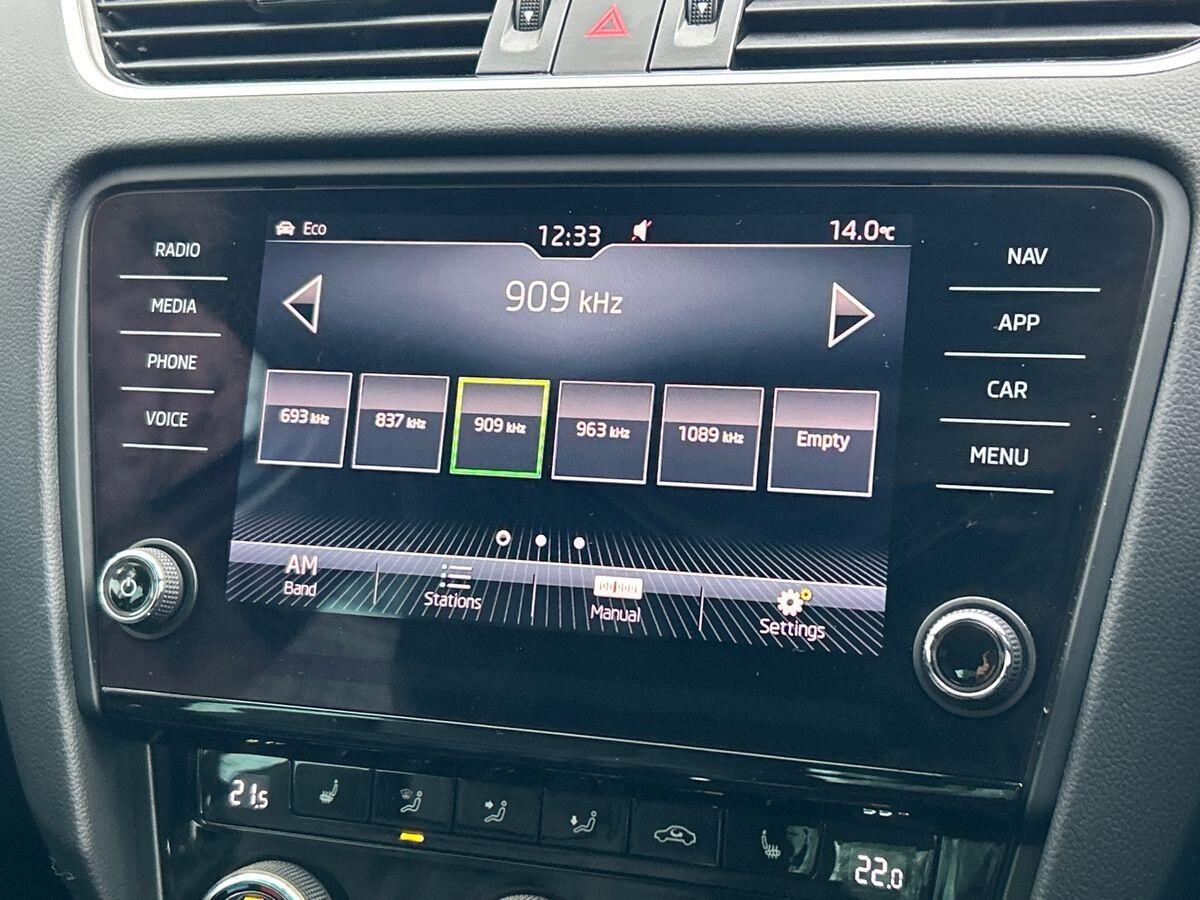 Eco 12:33 14.0°C
RADIO
MEDIA
PHONE
VOICE
909 kHz
693 kHz
837 kHz
909 kHz
963 kHz
1089 kHz
Empty
AM
Band
Stations
Manual
Settings
NAV
APP
CAR
MENU
21.5
22.0